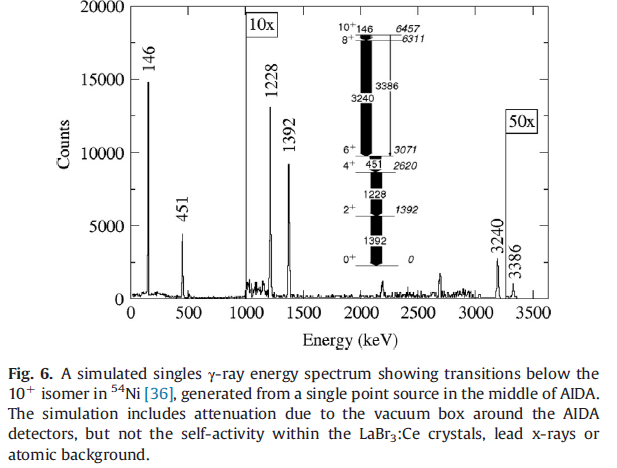 20000
15000
10000
5000
0
Counts
0
500
1000
1500
2000
2500
3000
3500
Energy (keV)
10x
50x
146
451
1228
1392
3240
3386
10+ 146 6457
8+ 6311
3386
3240
6+ 3071
4+ 451 2620
1228
2+ 1392
1392
0+ 0
Fig. 6. A simulated singles γ-ray energy spectrum showing transitions below the
10⁺ isomer in ⁵⁴Ni [36], generated from a single point source in the middle of AIDA.
The simulation includes attenuation due to the vacuum box around the AIDA
detectors, but not the self-activity within the LaBr₃:Ce crystals, lead x-rays or
atomic background.